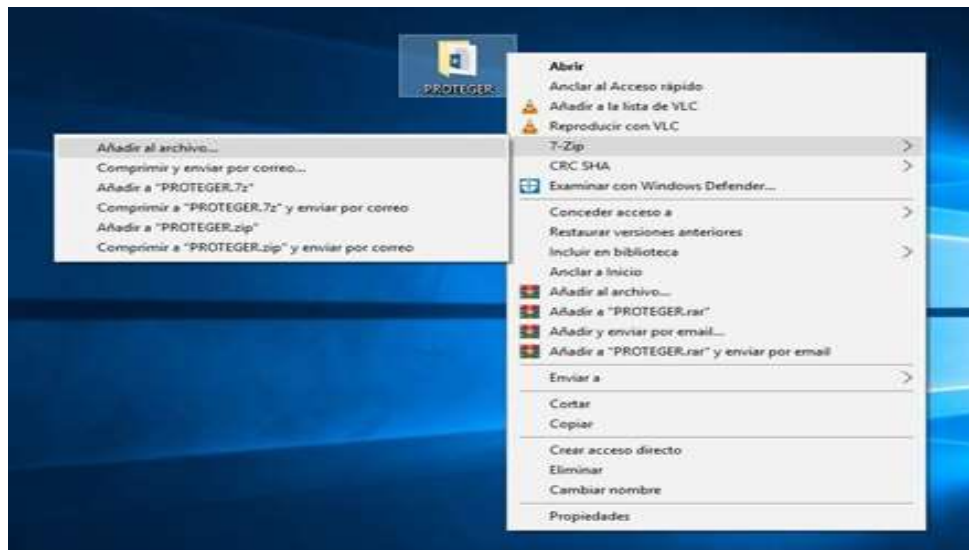 PROTEGER
Abrir
Anclar al Acceso rápido
Añadir a la lista de VLC
Reproducir con VLC
7-Zip
CRC SHA
Examinar con Windows Defender...
Conceder acceso a
Restaurar versiones anteriores
Incluir en biblioteca
Anclar a Inicio
Añadir al archivo...
Añadir a "PROTEGER.rar"
Añadir y enviar por email...
Añadir a "PROTEGER.rar" y enviar por email
Enviar a
Cortar
Copiar
Crear acceso directo
Eliminar
Cambiar nombre
Propiedades
Añadir al archivo...
Comprimir y enviar por correo...
Añadir a "PROTEGER.7z"
Comprimir a "PROTEGER.7z" y enviar por correo
Añadir a "PROTEGER.zip"
Comprimir a "PROTEGER.zip" y enviar por correo